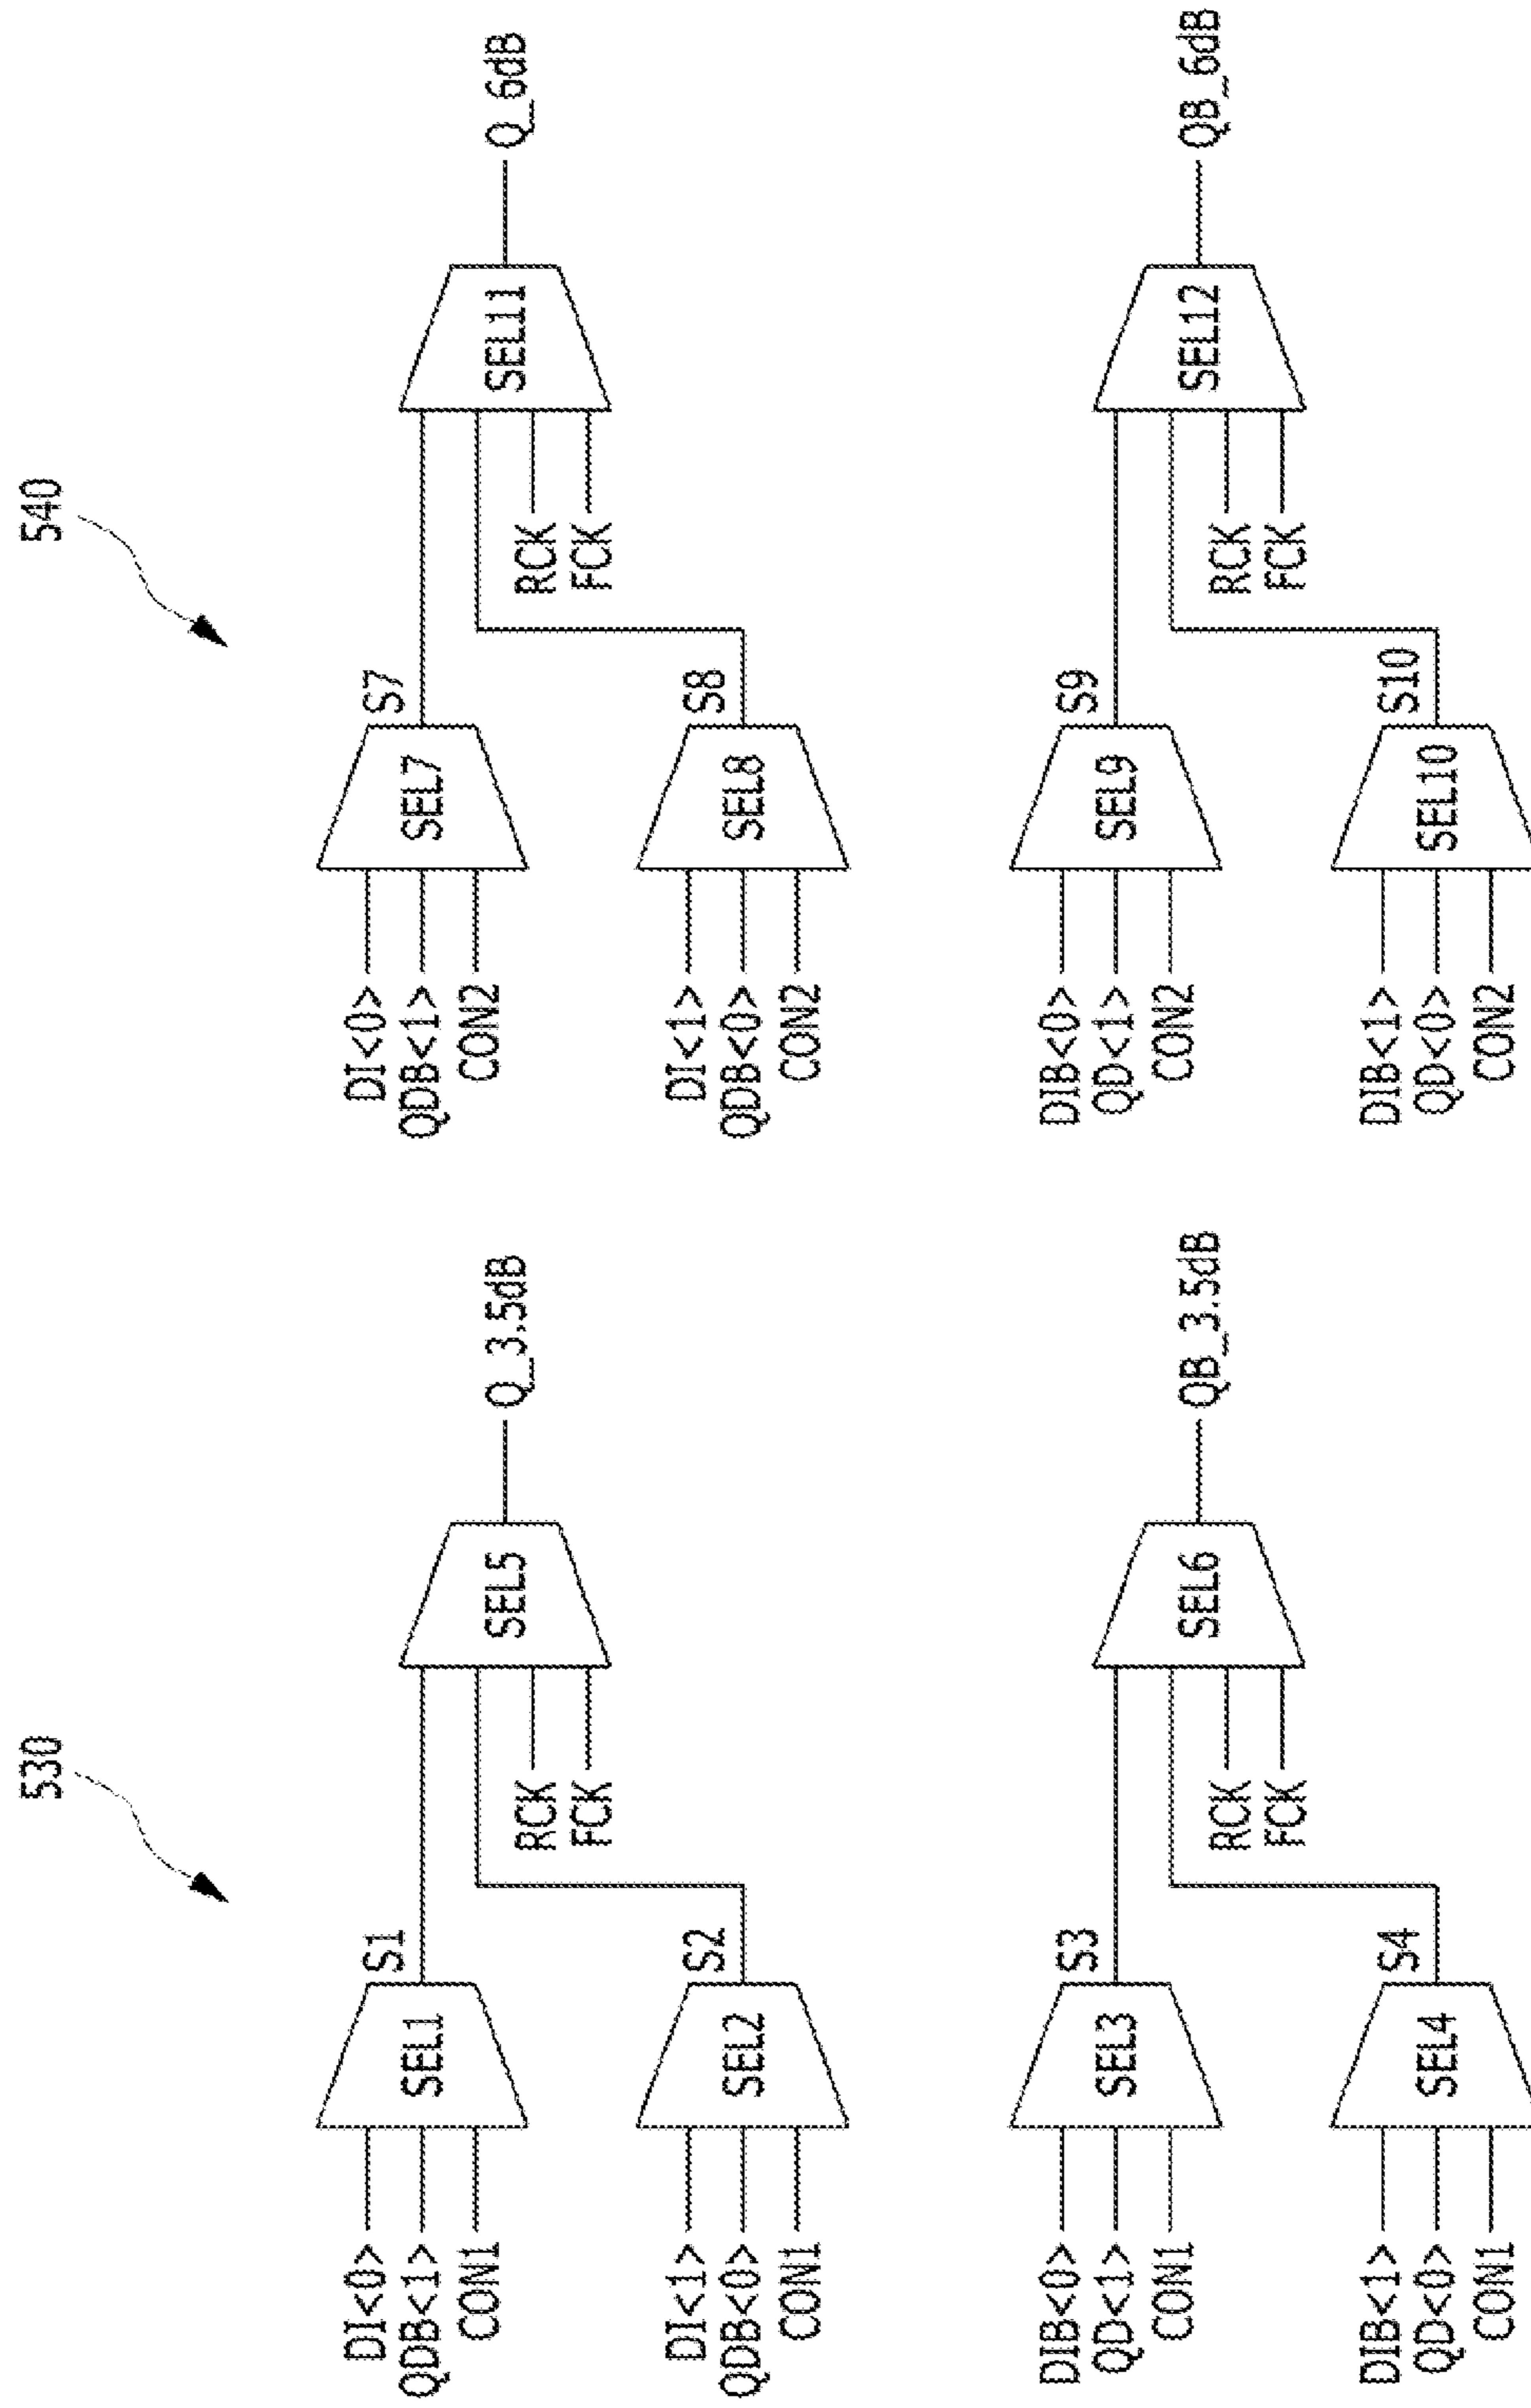 530
DI<0>
QDB<1>
CON1
SEL1
S1
DI<1>
QDB<0>
CON1
SEL2
S2
RCK
FCK
SEL5
Q_3.5dB
DIB<0>
QD<1>
CON1
SEL3
S3
DIB<1>
QD<0>
CON1
SEL4
S4
RCK
FCK
SEL6
QB_3.5dB
540
DI<0>
QDB<1>
CON2
SEL7
S7
DI<1>
QDB<0>
CON2
SEL8
S8
RCK
FCK
SEL11
Q_6dB
DIB<0>
QD<1>
CON2
SEL9
S9
DIB<1>
QD<0>
CON2
SEL10
S10
RCK
FCK
SEL12
QB_6dB